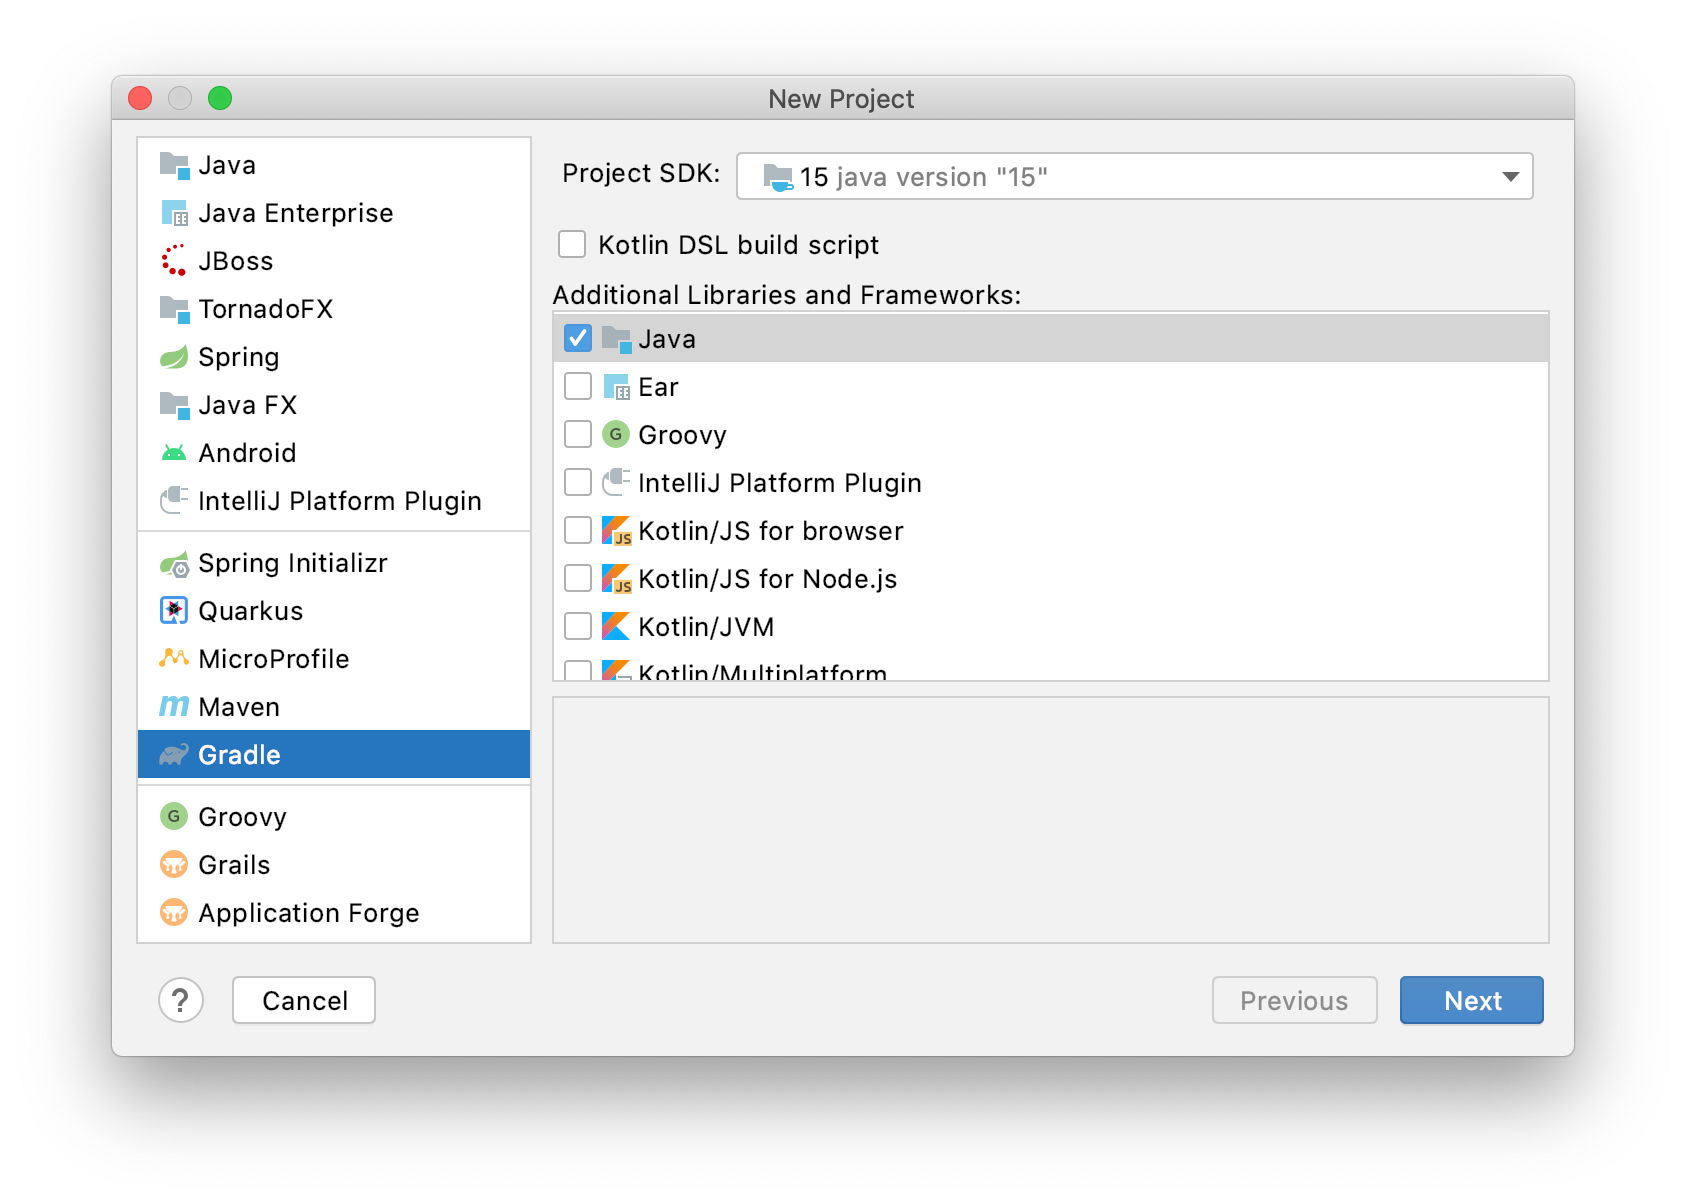 New Project
Java
Java Enterprise
JBoss
TornadoFX
Spring
Java FX
Android
IntelliJ Platform Plugin
Spring Initializr
Quarkus
MicroProfile
Maven
Gradle
Groovy
Grails
Application Forge
Project SDK: 15 java version "15"
Kotlin DSL build script
Additional Libraries and Frameworks:
Java
Ear
Groovy
IntelliJ Platform Plugin
Kotlin/JS for browser
Kotlin/JS for Node.js
Kotlin/JVM
Kotlin/Multiplatform
? Cancel Previous Next